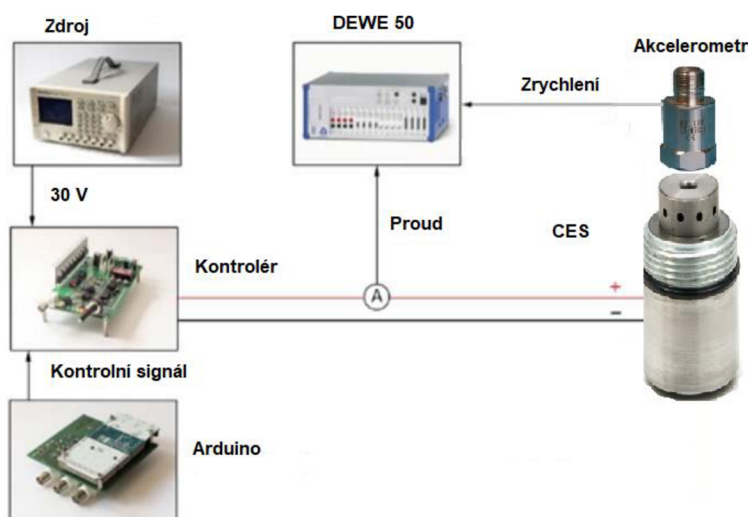 Zdroj
DEWE 50
Akcelerometr
Zrychlení
30 V
Proud
CES
Kontrolér
+
A
−
Kontrolní signál
Arduino